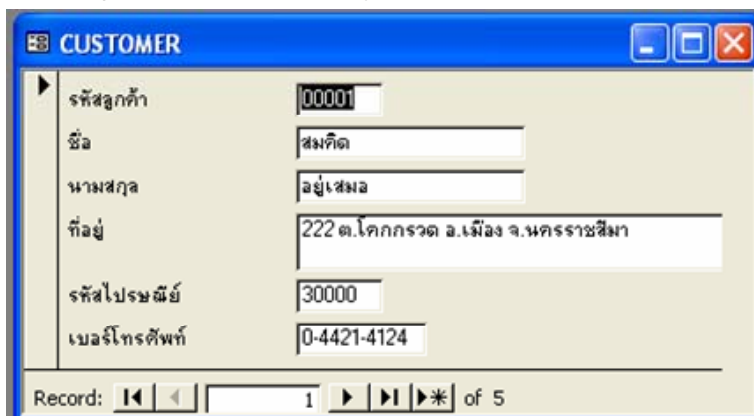 CUSTOMER
รหัสลูกค้า 00001
ชื่อ สมคิด
นามสกุล อยู่เสมอ
ที่อยู่ 222 ต.โคกกรวด อ.เมือง จ.นครราชสีมา
รหัสไปรษณีย์ 30000
เบอร์โทรศัพท์ 0-4421-4124
Record: 1 of 5